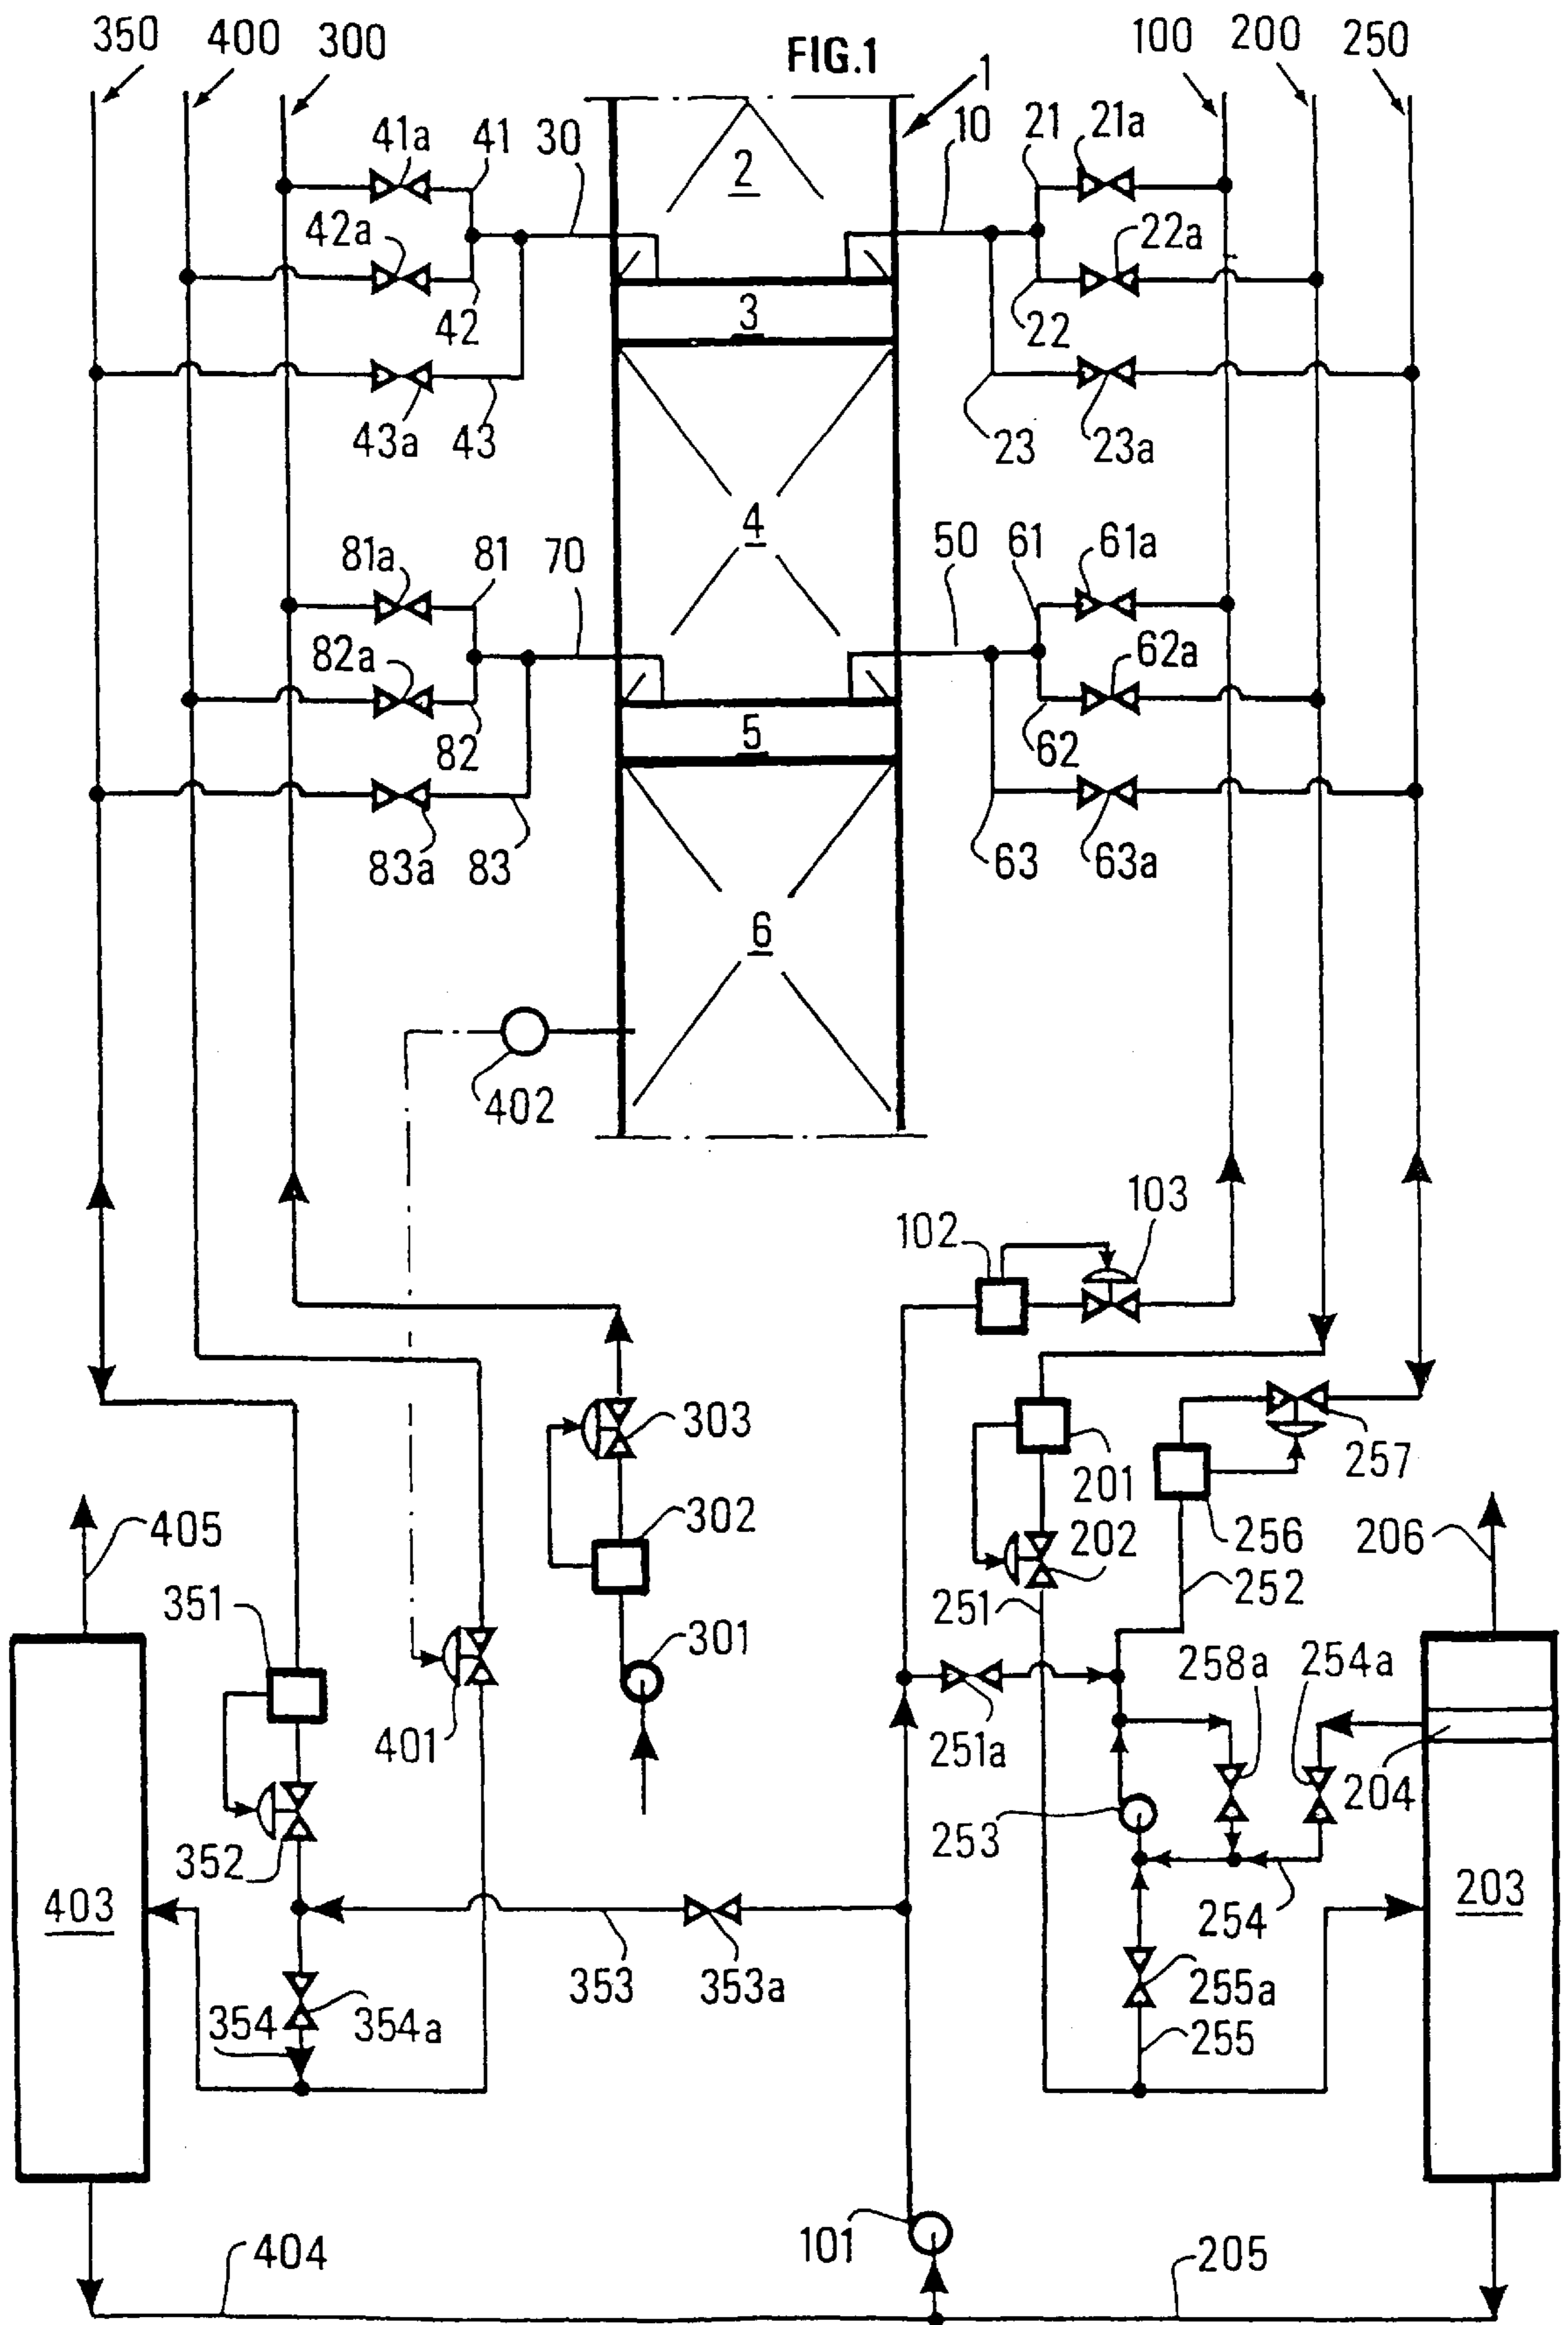 350 400 300 FIG.1 1 100 200 250
41a 41 30 2 10 21 21a
42a 22a
42 3 22
43a 43 23 23a
81a 81 70 4 50 61 61a
82a 62a
82 5 62
83a 83 63 63a
6
402
102 103
303 201 257
405 302 202 256 206
351 251 252
301 258a 254a
401 251a
352 253 204
403 254 203
353 353a 255a
354 354a 255
101
404 205